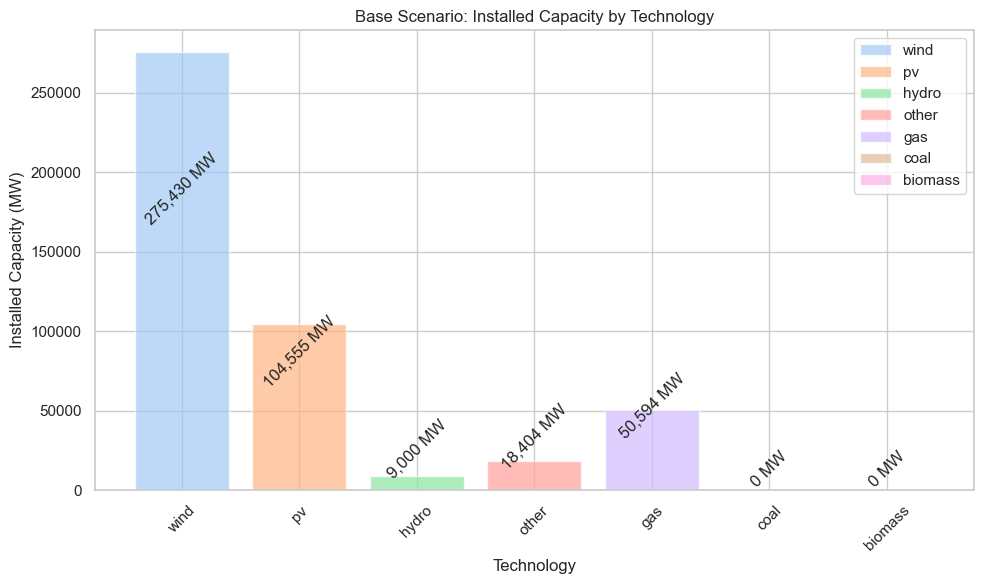 Base Scenario: Installed Capacity by Technology
Installed Capacity (MW)
250000
200000
150000
100000
50000
0
275,430 MW
104,555 MW
9,000 MW
18,404 MW
50,594 MW
0 MW
0 MW
wind
pv
hydro
other
gas
coal
biomass
wind
pv
hydro
other
gas
coal
biomass
Technology